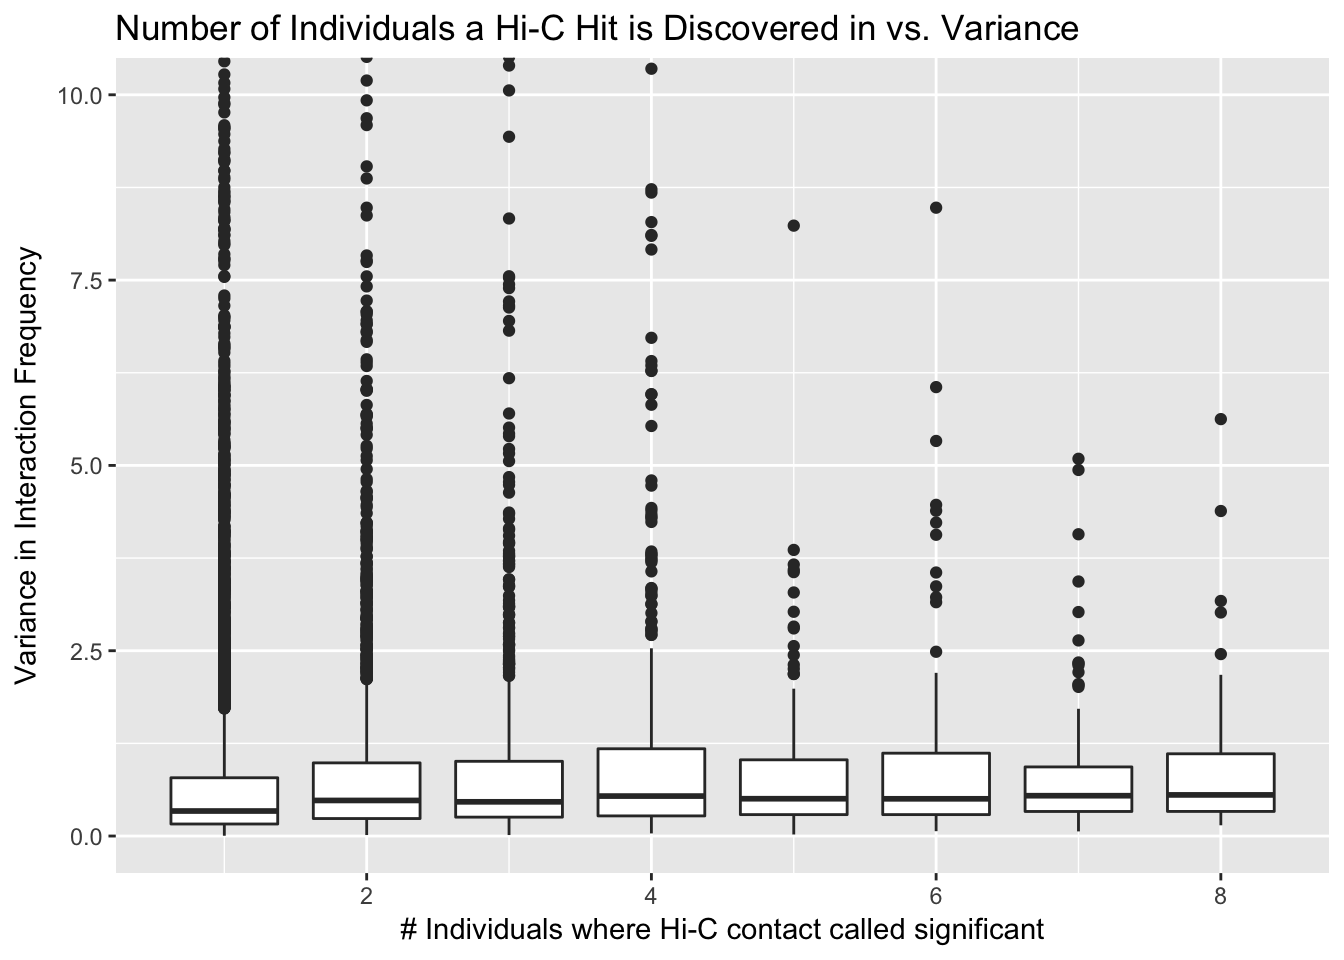 Number of Individuals a Hi-C Hit is Discovered in vs. Variance
Variance in Interaction Frequency
10.0
7.5
5.0
2.5
0.0
2 4 6 8
# Individuals where Hi-C contact called significant